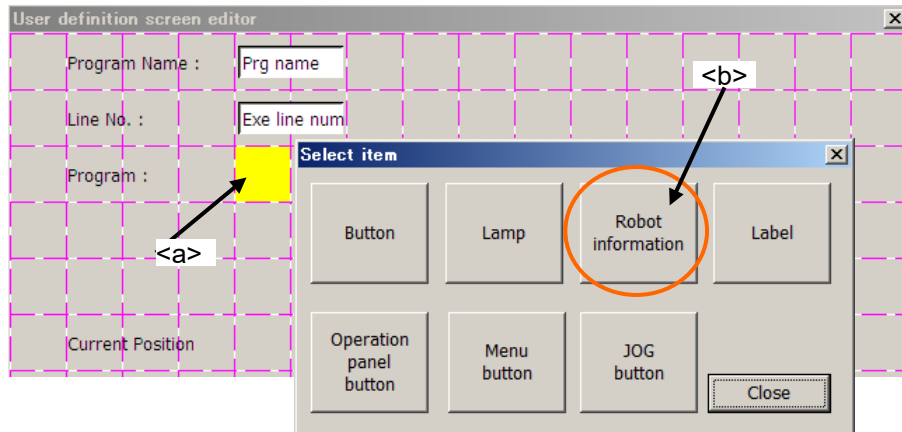 User definition screen editor
Program Name :
Prg name
<b>
Line No. :
Exe line num
Select item
Program :
Button
Lamp
Robot
information
Label
<a>
Current Position
Operation
panel
button
Menu
button
JOG
button
Close